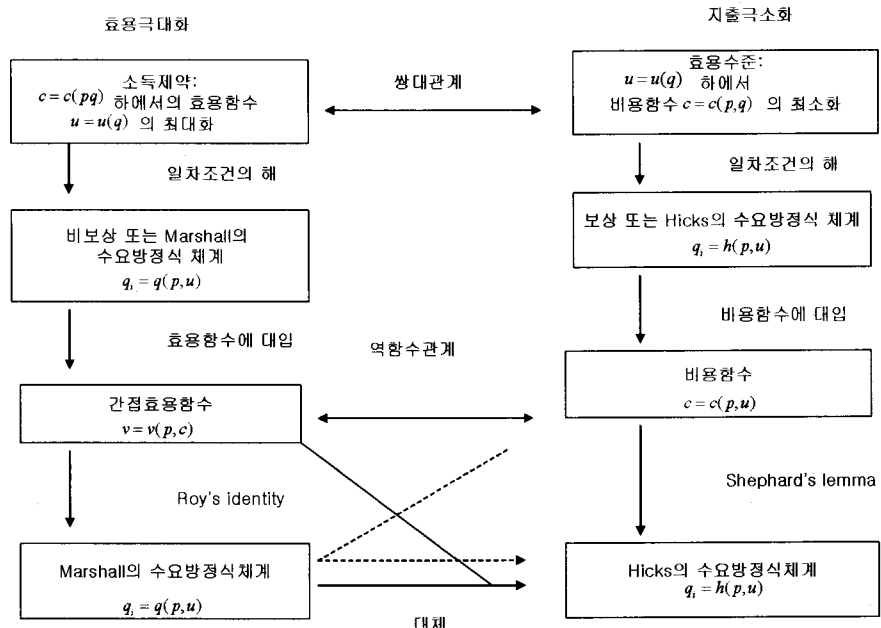 효용극대화
지출극소화
소득제약:
c = c(pq) 하에서의 효용함수
u = u(q) 의 최대화
쌍대관계
효용수준:
u = u(q) 하에서
비용함수 c = c(p,q) 의 최소화
일차조건의 해
일차조건의 해
비보상 또는 Marshall의
수요방정식 체계
q_i = q(p,u)
보상 또는 Hicks의 수요방정식 체계
q_i = h(p,u)
효용함수에 대입
역함수관계
비용함수에 대입
간접효용함수
v = v(p,c)
비용함수
c = c(p,u)
Roy's identity
Shephard's lemma
Marshall의 수요방정식체계
q_i = q(p,u)
Hicks의 수요방정식체계
q_i = h(p,u)
대체